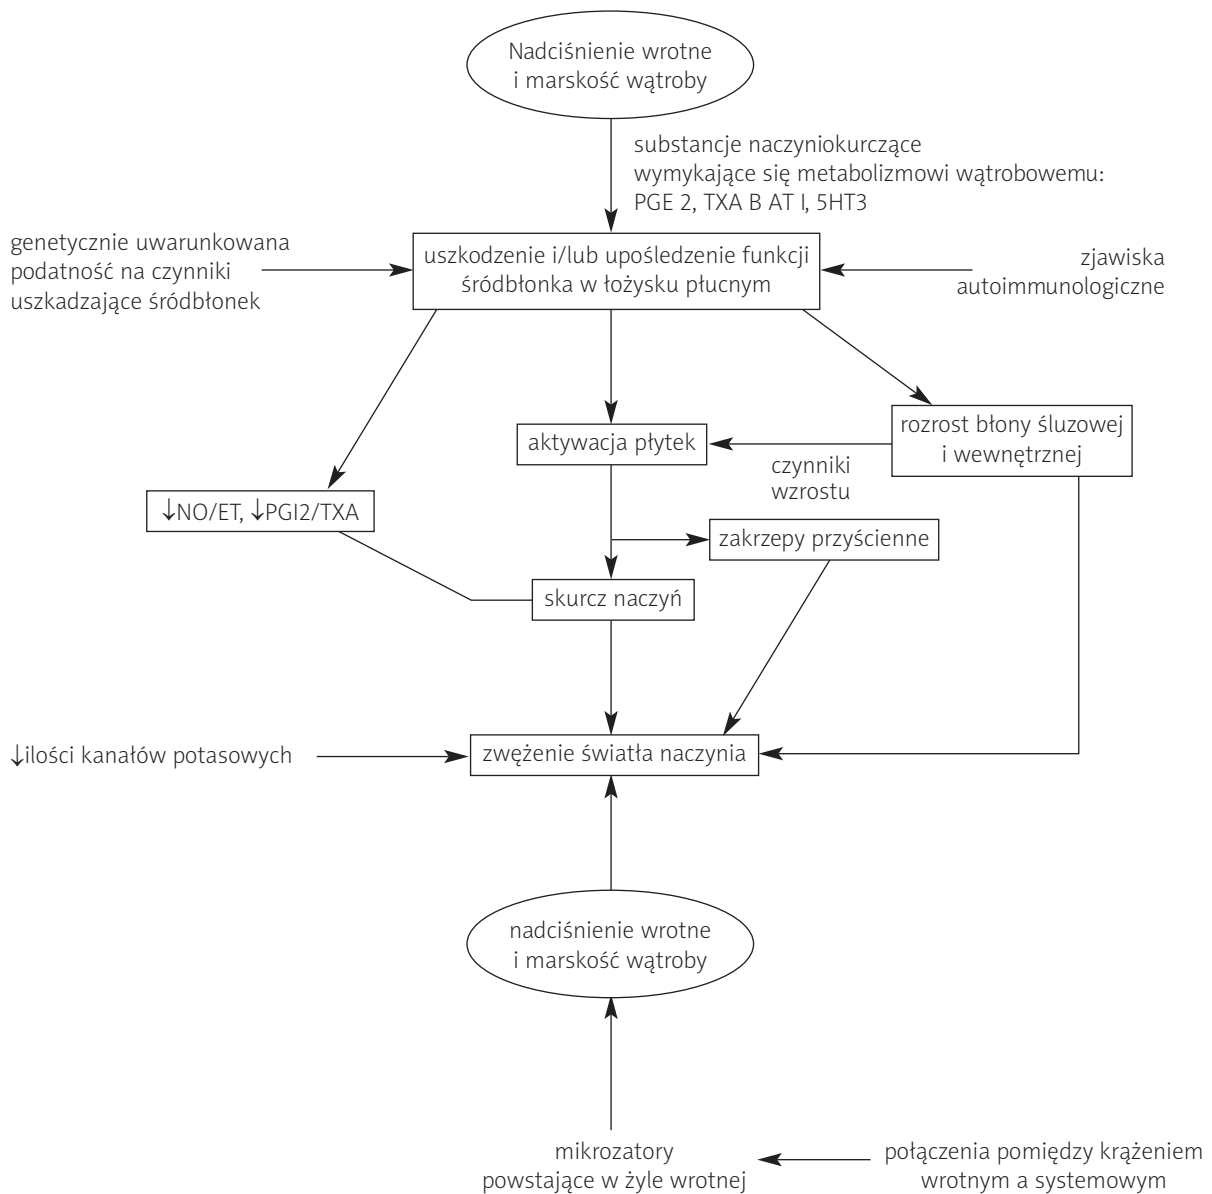 Nadciśnienie wrotne
i marskość wątroby
substancje naczyniokurczące
wymykające się metabolizmowi wątrobowemu:
PGE 2, TXA B AT I, 5HT3
genetycznie uwarunkowana
podatność na czynniki
uszkadzające śródbłonek
uszkodzenie i/lub upośledzenie funkcji
śródbłonka w łożysku płucnym
zjawiska
autoimmunologiczne
rozrost błony śluzowej
i wewnętrznej
aktywacja płytek
czynniki
wzrostu
↓NO/ET, ↓PGI2/TXA
zakrzepy przyścienne
skurcz naczyń
↓ilości kanałów potasowych
zwężenie światła naczynia
nadciśnienie wrotne
i marskość wątroby
mikrozatory
powstające w żyle wrotnej
połączenia pomiędzy krążeniem
wrotnym a systemowym